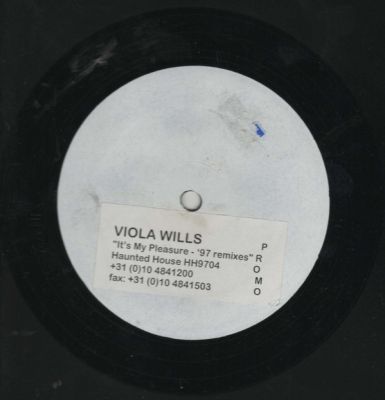 VIOLA WILLS
"It's My Pleasure - '97 remixes"
Haunted House HH9704
+31 (0)10 4841200
fax: +31 (0)10 4841503
PROMO